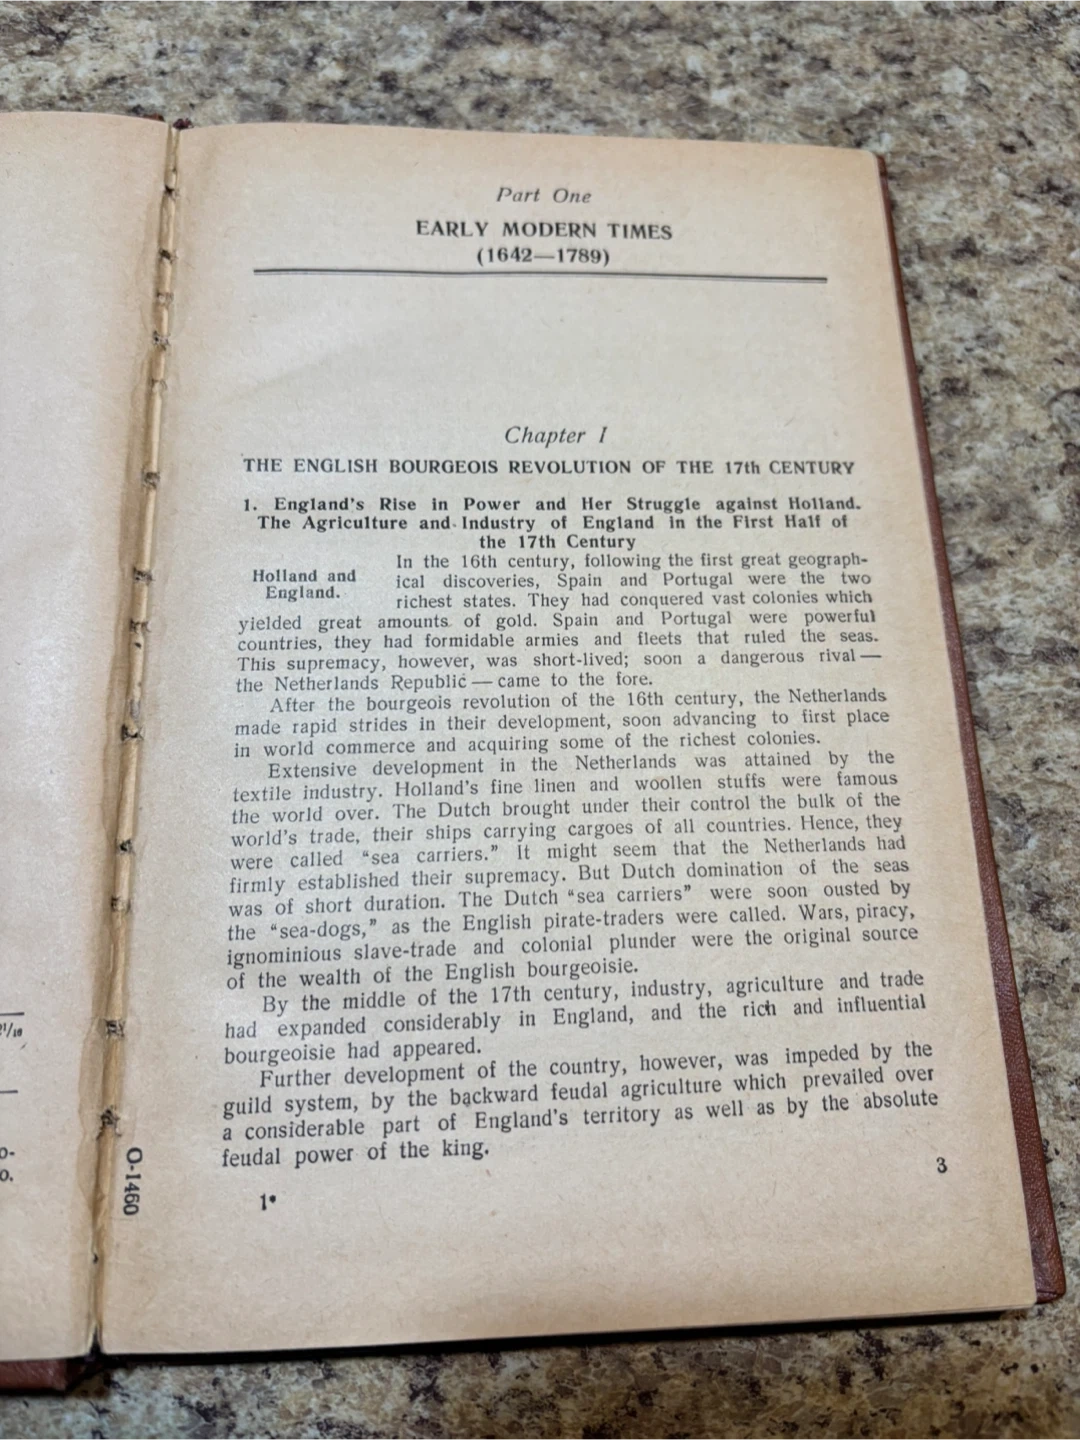 Part One
EARLY MODERN TIMES
(1642—1789)
Chapter I
THE ENGLISH BOURGEOIS REVOLUTION OF THE 17th CENTURY
1. England's Rise in Power and Her Struggle against Holland.
The Agriculture and Industry of England in the First Half of
the 17th Century
Holland and
England.
In the 16th century, following the first great geograph-
ical discoveries, Spain and Portugal were the two
richest states. They had conquered vast colonies which
yielded great amounts of gold. Spain and Portugal were powerful
countries, they had formidable armies and fleets that ruled the seas.
This supremacy, however, was short-lived; soon a dangerous rival—
the Netherlands Republic — came to the fore.
After the bourgeois revolution of the 16th century, the Netherlands
made rapid strides in their development, soon advancing to first place
in world commerce and acquiring some of the richest colonies.
Extensive development in the Netherlands was attained by the
textile industry. Holland's fine linen and woollen stuffs were famous
the world over. The Dutch brought under their control the bulk of the
world's trade, their ships carrying cargoes of all countries. Hence, they
were called “sea carriers.” It might seem that the Netherlands had
firmly established their supremacy. But Dutch domination of the seas
was of short duration. The Dutch “sea carriers” were soon ousted by
the “sea-dogs,” as the English pirate-traders were called. Wars, piracy,
ignominious slave-trade and colonial plunder were the original source
of the wealth of the English bourgeoisie.
By the middle of the 17th century, industry, agriculture and trade
had expanded considerably in England, and the rich and influential
bourgeoisie had appeared.
Further development of the country, however, was impeded by the
guild system, by the backward feudal agriculture which prevailed over
a considerable part of England's territory as well as by the absolute
feudal power of the king.
1*
3
O-1460